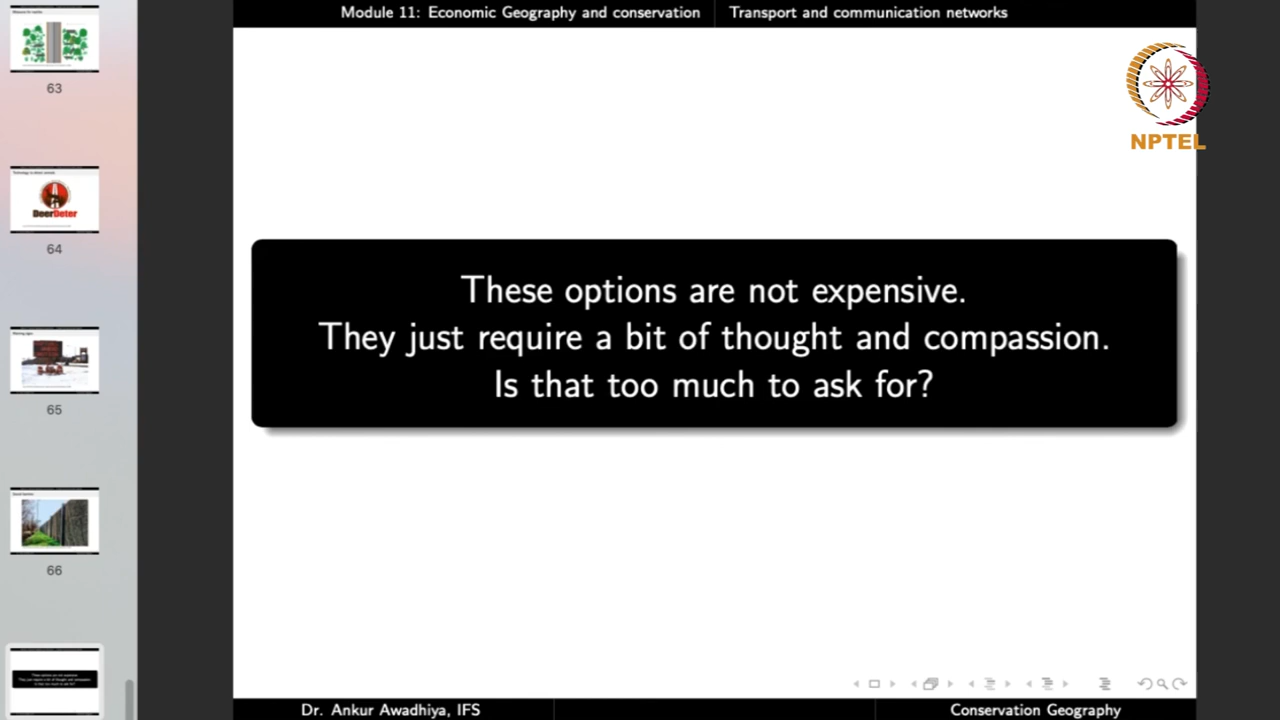 Module 11: Economic Geography and conservation
Transport and communication networks
NPTEL
63
DeerDeter
64
65
66
These options are not expensive.
They just require a bit of thought and compassion.
Is that too much to ask for?
Dr. Ankur Awadhiya, IFS
Conservation Geography